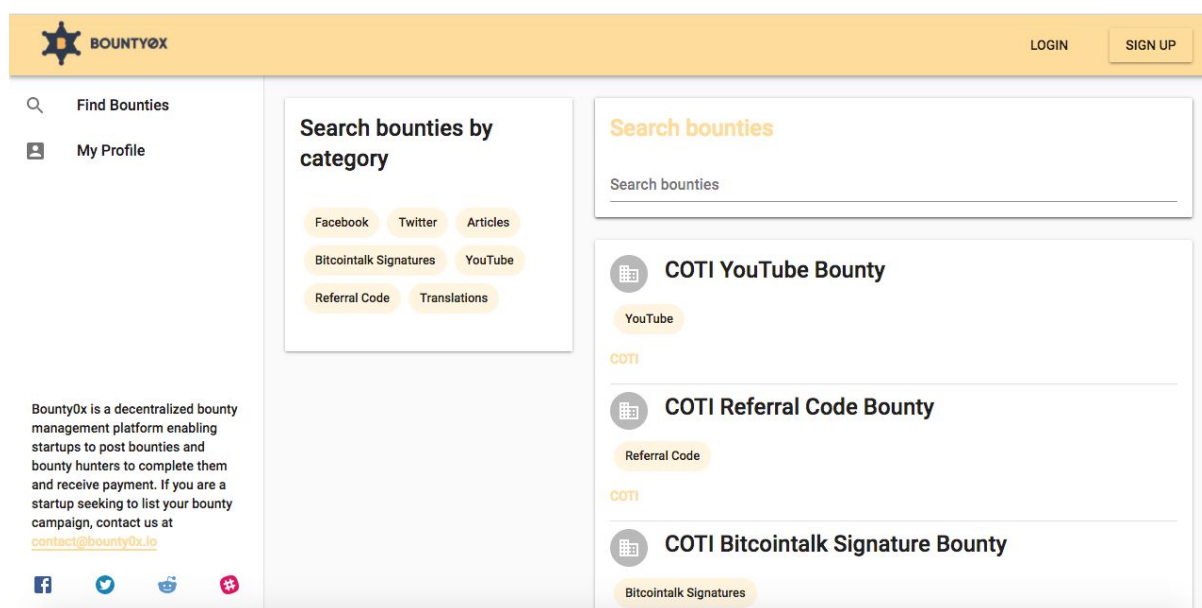 BOUNTYØX
LOGIN
SIGN UP
Find Bounties
My Profile
Bounty0x is a decentralized bounty
management platform enabling
startups to post bounties and
bounty hunters to complete them
and receive payment. If you are a
startup seeking to list your bounty
campaign, contact us at
contact@bounty0x.io
Search bounties by
category
Facebook Twitter Articles
Bitcointalk Signatures YouTube
Referral Code Translations
Search bounties
Search bounties
COTI YouTube Bounty
YouTube
COTI
COTI Referral Code Bounty
Referral Code
COTI
COTI Bitcointalk Signature Bounty
Bitcointalk Signatures